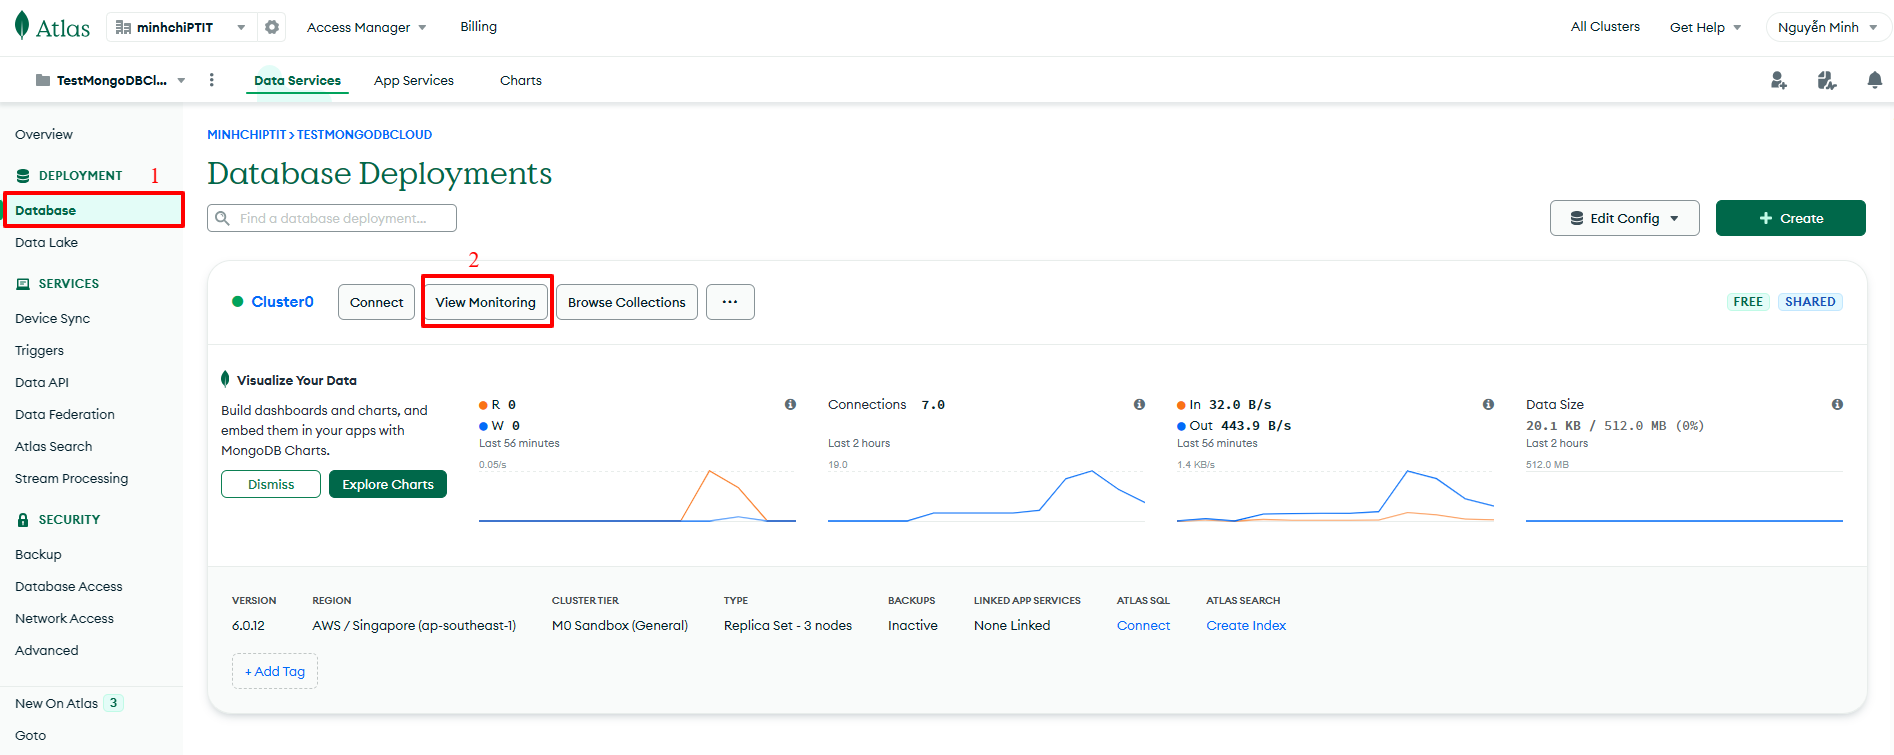 Atlas
minhchiPTIT
Access Manager
Billing
All Clusters
Get Help
Nguyễn Minh
TestMongoDBCl...
Data Services
App Services
Charts
Overview
DEPLOYMENT
1
Database
Data Lake
SERVICES
Device Sync
Triggers
Data API
Data Federation
Atlas Search
Stream Processing
SECURITY
Backup
Database Access
Network Access
Advanced
New On Atlas 3
Goto
MINHCHIPTIT > TESTMONGODBCLOUD
Database Deployments
Find a database deployment...
Edit Config
+ Create
2
Cluster0
Connect
View Monitoring
Browse Collections
...
FREE
SHARED
Visualize Your Data
Build dashboards and charts, and
embed them in your apps with
MongoDB Charts.
Dismiss
Explore Charts
R 0
W 0
Last 56 minutes
0.05/s
Connections 7.0
Last 2 hours
19.0
In 32.0 B/s
Out 443.9 B/s
Last 56 minutes
1.4 KB/s
Data Size
20.1 KB / 512.0 MB (0%)
Last 2 hours
512.0 MB
VERSION
6.0.12
REGION
AWS / Singapore (ap-southeast-1)
CLUSTER TIER
M0 Sandbox (General)
TYPE
Replica Set - 3 nodes
BACKUPS
Inactive
LINKED APP SERVICES
None Linked
ATLAS SQL
Connect
ATLAS SEARCH
Create Index
+ Add Tag